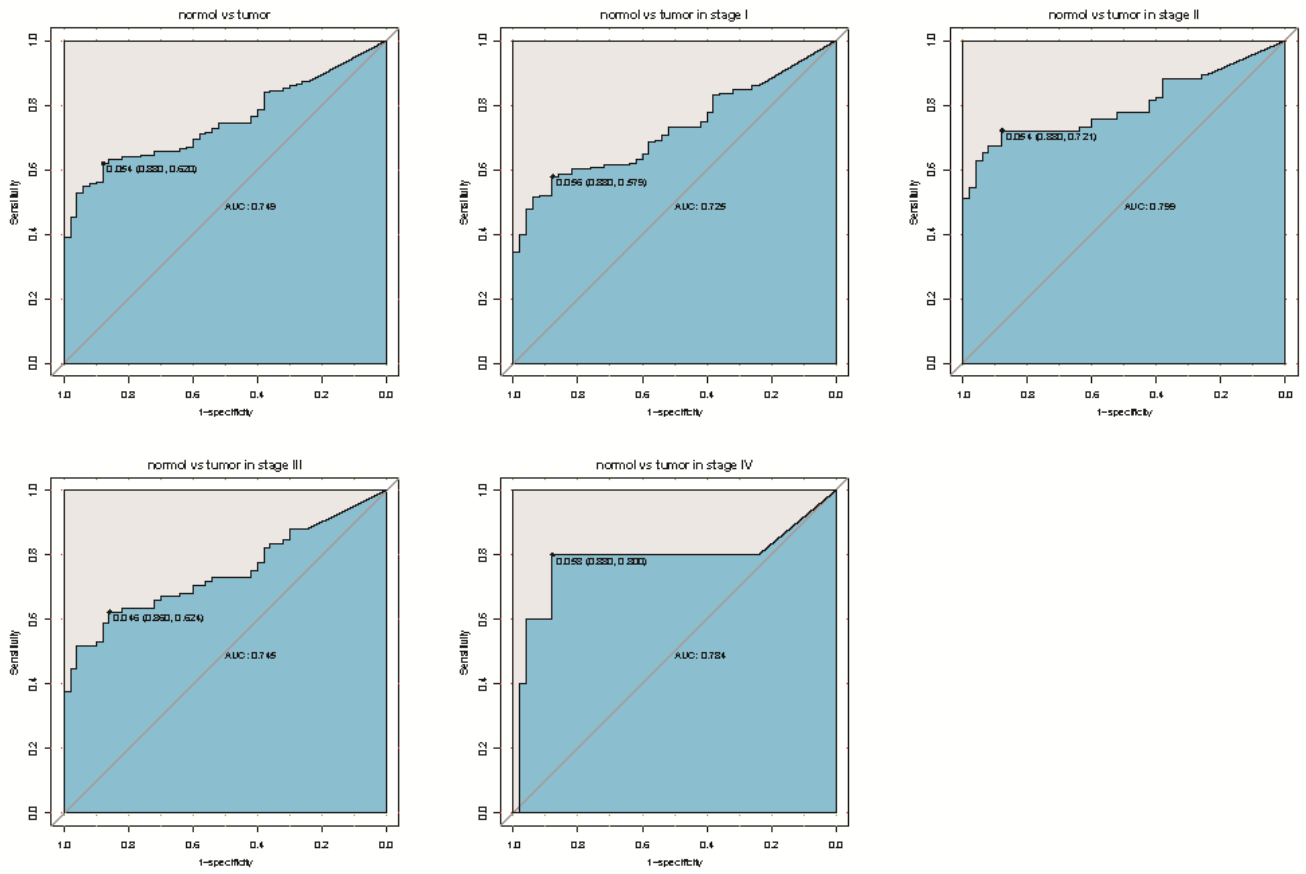 normol vs tumor
1.0
0.8
0.6
0.4
0.2
0.0
Sensitivity
0.054 (0.880, 0.620)
AUC: 0.749
1.0 0.8 0.6 0.4 0.2 0.0
1-specificity
normol vs tumor in stage I
1.0
0.8
0.6
0.4
0.2
0.0
Sensitivity
0.056 (0.880, 0.579)
AUC: 0.725
1.0 0.8 0.6 0.4 0.2 0.0
1-specificity
normol vs tumor in stage II
1.0
0.8
0.6
0.4
0.2
0.0
Sensitivity
0.054 (0.880, 0.721)
AUC: 0.799
1.0 0.8 0.6 0.4 0.2 0.0
1-specificity
normol vs tumor in stage III
1.0
0.8
0.6
0.4
0.2
0.0
Sensitivity
0.046 (0.860, 0.624)
AUC: 0.745
1.0 0.8 0.6 0.4 0.2 0.0
1-specificity
normol vs tumor in stage IV
1.0
0.8
0.6
0.4
0.2
0.0
Sensitivity
0.058 (0.880, 0.800)
AUC: 0.784
1.0 0.8 0.6 0.4 0.2 0.0
1-specificity